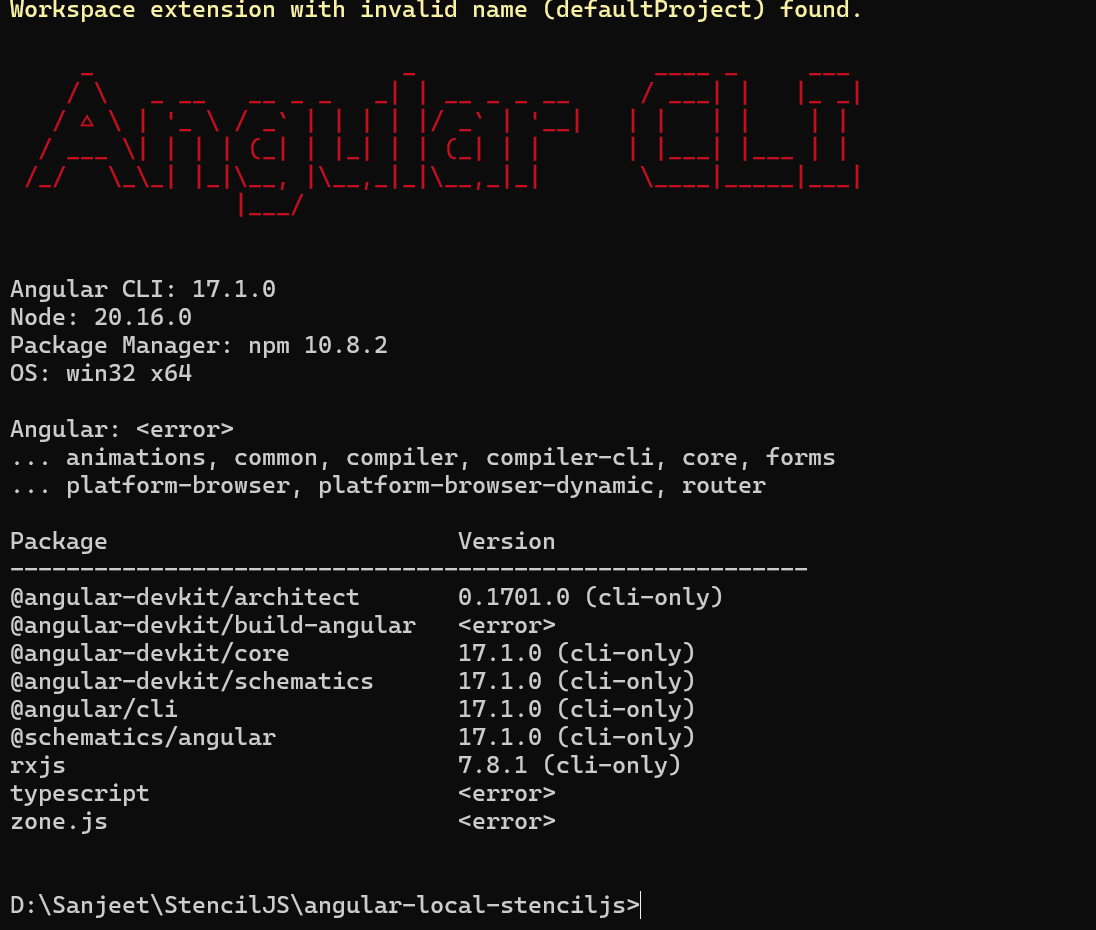 Workspace extension with invalid name (defaultProject) found.
Angular CLI
Angular CLI: 17.1.0
Node: 20.16.0
Package Manager: npm 10.8.2
OS: win32 x64
Angular: <error>
... animations, common, compiler, compiler-cli, core, forms
... platform-browser, platform-browser-dynamic, router
Package Version
---------------------------------------------------------
@angular-devkit/architect 0.1701.0 (cli-only)
@angular-devkit/build-angular <error>
@angular-devkit/core 17.1.0 (cli-only)
@angular-devkit/schematics 17.1.0 (cli-only)
@angular/cli 17.1.0 (cli-only)
@schematics/angular 17.1.0 (cli-only)
rxjs 7.8.1 (cli-only)
typescript <error>
zone.js <error>
D:\Sanjeet\StencilJS\angular-local-stenciljs>